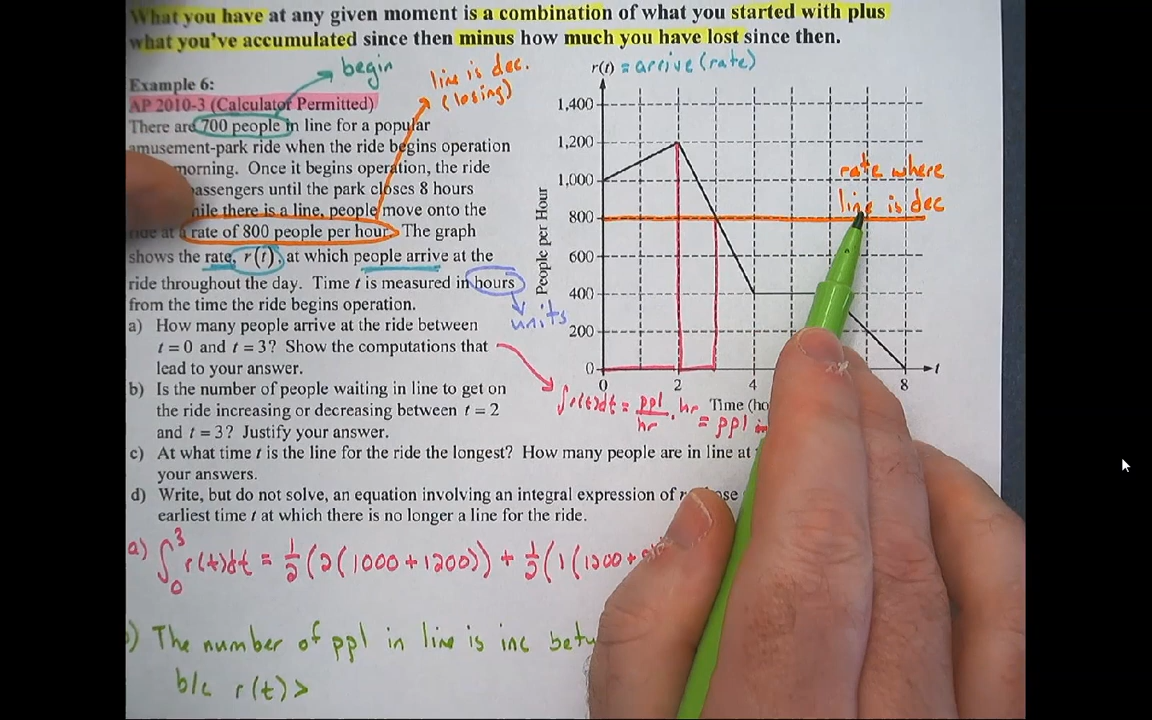 What you have at any given moment is a combination of what you started with plus
what you've accumulated since then minus how much you have lost since then.
begin
line is dec.
(losing)
r(t) = arrive (rate)
Example 6:
AP 2010-3 (Calculator Permitted)
There are 700 people in line for a popular
amusement-park ride when the ride begins operation
morning. Once it begins operation, the ride
passengers until the park closes 8 hours
while there is a line, people move onto the
ride at a rate of 800 people per hour. The graph
shows the rate, r(t), at which people arrive at the
ride throughout the day. Time t is measured in hours
from the time the ride begins operation.
units
a) How many people arrive at the ride between
t = 0 and t = 3? Show the computations that
lead to your answer.
b) Is the number of people waiting in line to get on
the ride increasing or decreasing between t = 2
and t = 3? Justify your answer.
c) At what time t is the line for the ride the longest? How many people are in line at
your answers.
d) Write, but do not solve, an equation involving an integral expression of
earliest time t at which there is no longer a line for the ride.
People per Hour
1,400
1,200
1,000
800
600
400
200
0
0 2 4 8 t
Time
rate where
line is dec
∫r(t)dt = ppl/hr · hr
= ppl
a) ∫₀³ r(t)dt = 1/2 (2(1000+1200)) + 1/2 (1(1200+
) The number of ppl in line is inc
b/c r(t) >